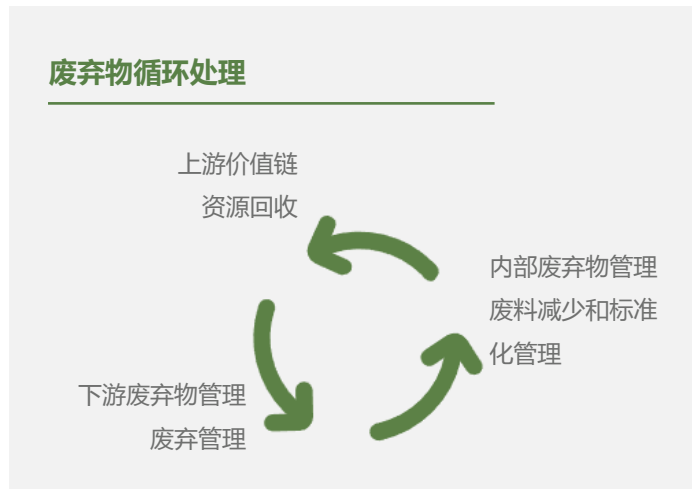 废弃物循环处理
上游价值链
资源回收
内部废弃物管理
废料减少和标准
化管理
下游废弃物管理
废弃管理